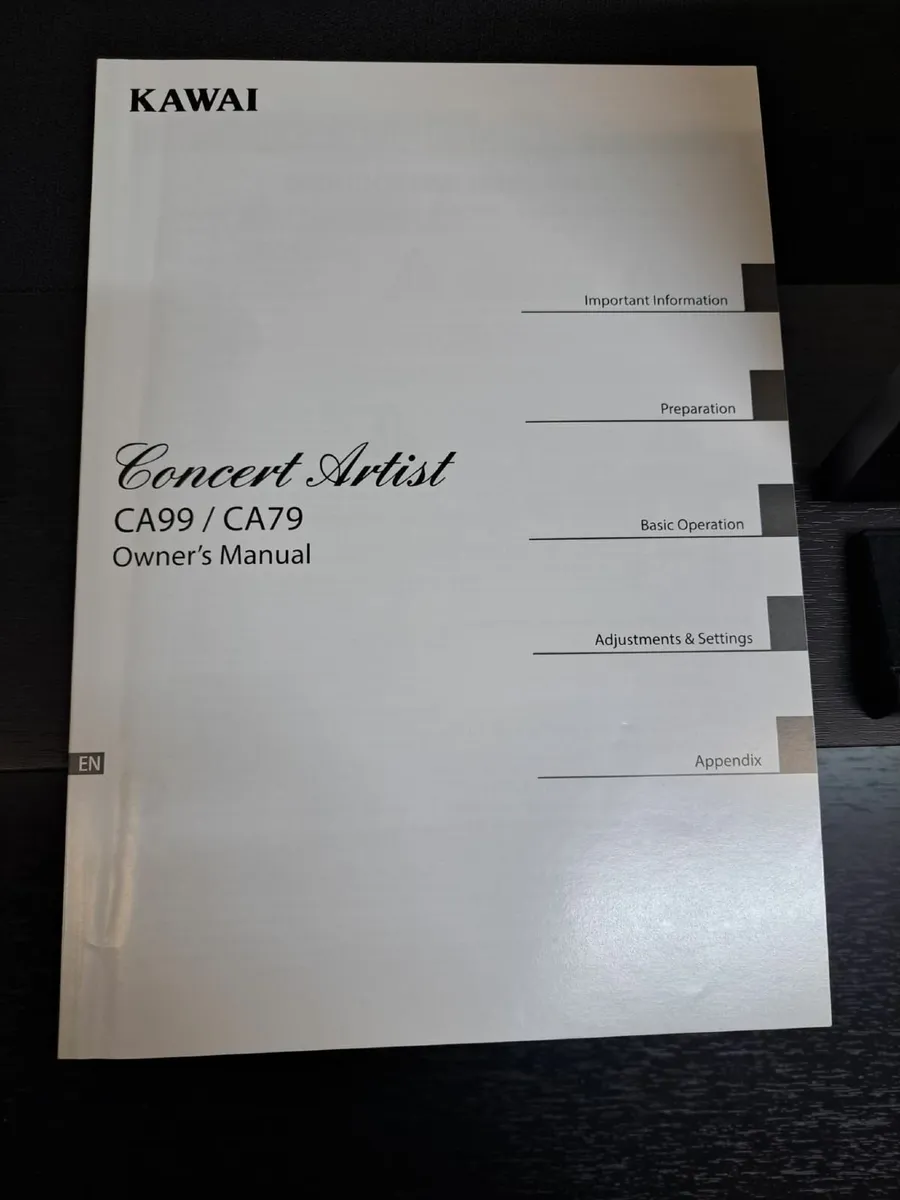 KAWAI
Important Information
Preparation
Concert Artist
CA99 / CA79
Owner's Manual
Basic Operation
Adjustments & Settings
EN
Appendix